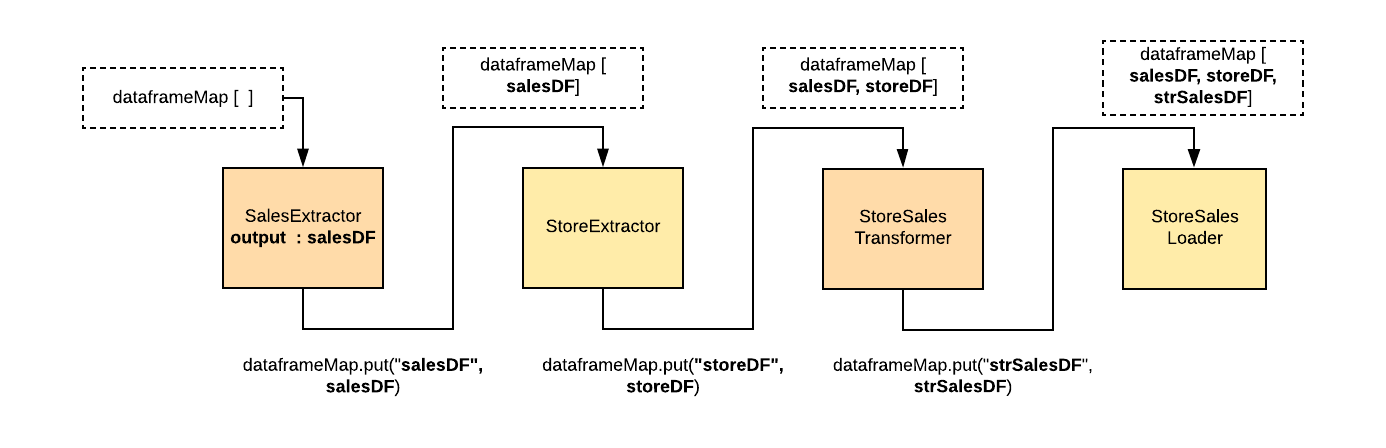 dataframeMap [  ]
SalesExtractor
output  : salesDF
dataframeMap.put("salesDF",
salesDF)
dataframeMap [
salesDF]
StoreExtractor
dataframeMap.put("storeDF",
storeDF)
dataframeMap [
salesDF, storeDF]
StoreSales
Transformer
dataframeMap.put("strSalesDF",
strSalesDF)
dataframeMap [
salesDF, storeDF,
strSalesDF]
StoreSales
Loader